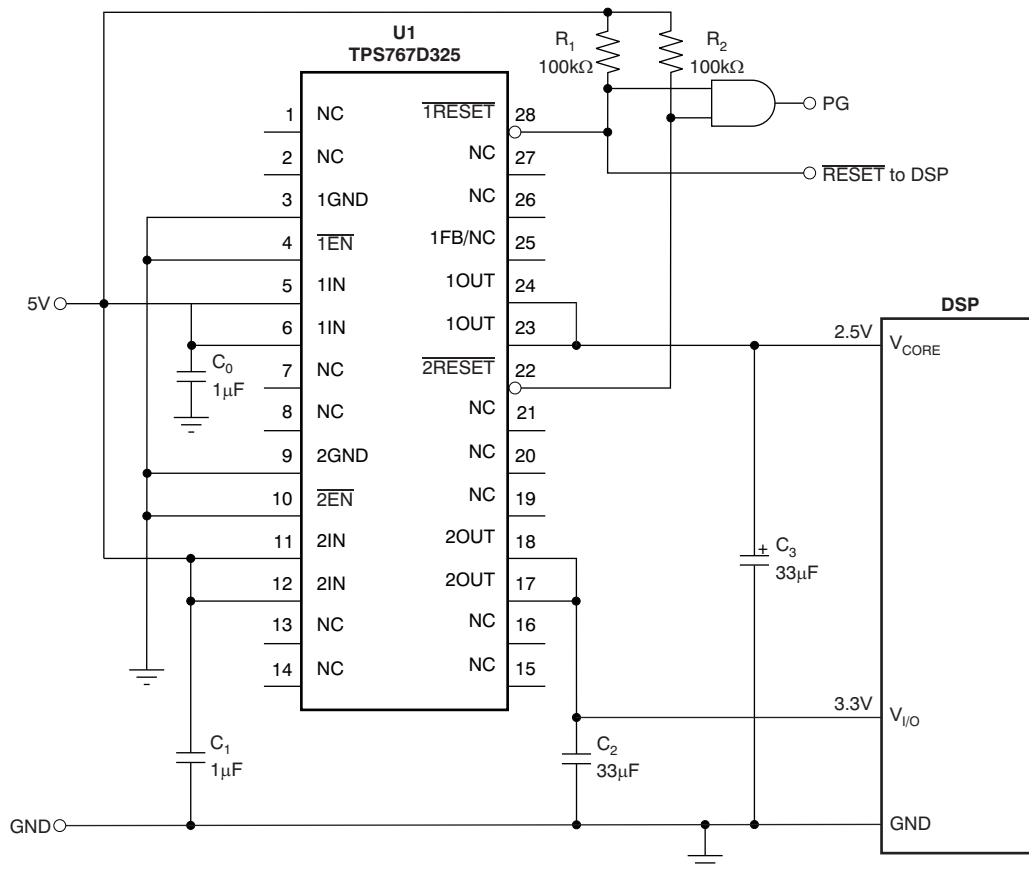 U1
TPS767D325
R1
100kΩ
R2
100kΩ
PG
RESET to DSP
1 NC
2 NC
3 1GND
4 1EN
5 1IN
6 1IN
7 NC
8 NC
9 2GND
10 2EN
11 2IN
12 2IN
13 NC
14 NC
1RESET 28
NC 27
NC 26
1FB/NC 25
1OUT 24
1OUT 23
2RESET 22
NC 21
NC 20
NC 19
2OUT 18
2OUT 17
NC 16
NC 15
5V
C0
1μF
C1
1μF
GND
C2
33μF
+ C3
33μF
DSP
2.5V VCORE
3.3V VI/O
GND